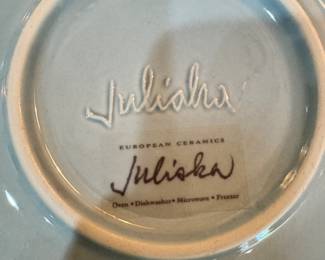 Juliska
EUROPEAN CERAMICS
Juliska
Oven • Dishwasher • Microwave • Freezer